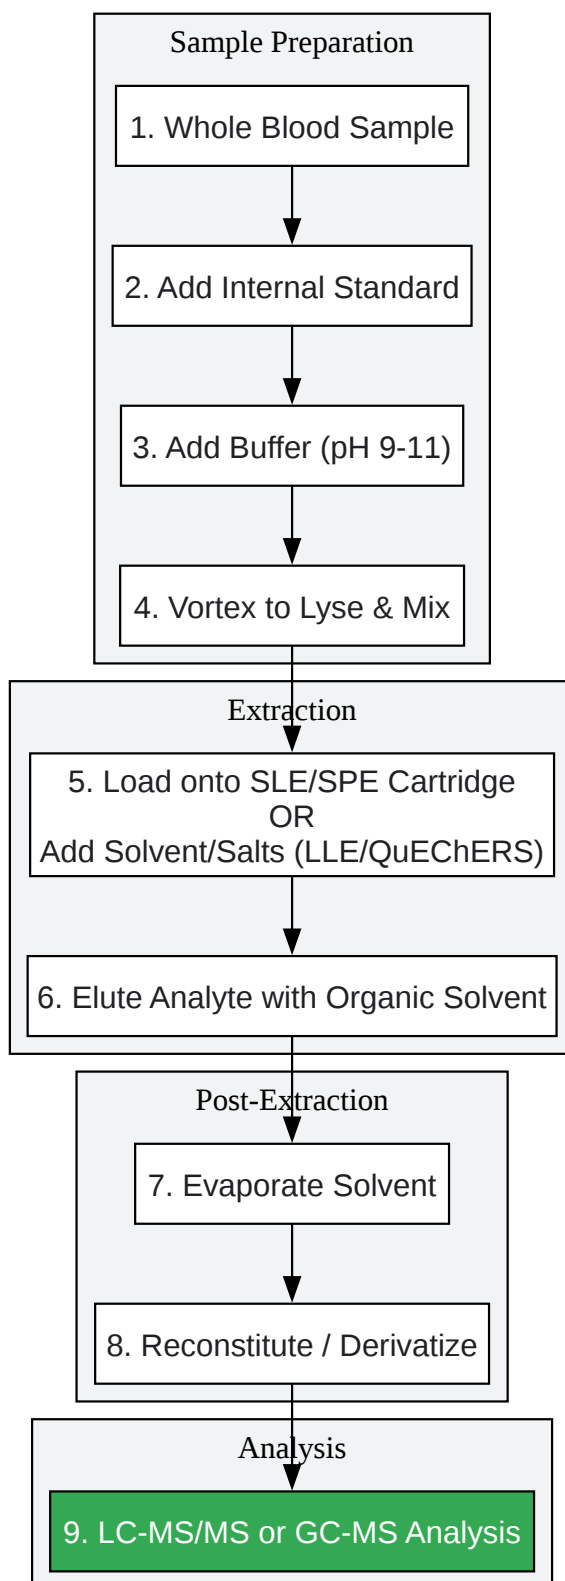 Sample Preparation
1. Whole Blood Sample
2. Add Internal Standard
3. Add Buffer (pH 9-11)
4. Vortex to Lyse & Mix
Extraction
5. Load onto SLE/SPE Cartridge
OR
Add Solvent/Salts (LLE/QuEChERS)
6. Elute Analyte with Organic Solvent
Post-Extraction
7. Evaporate Solvent
8. Reconstitute / Derivatize
Analysis
9. LC-MS/MS or GC-MS Analysis